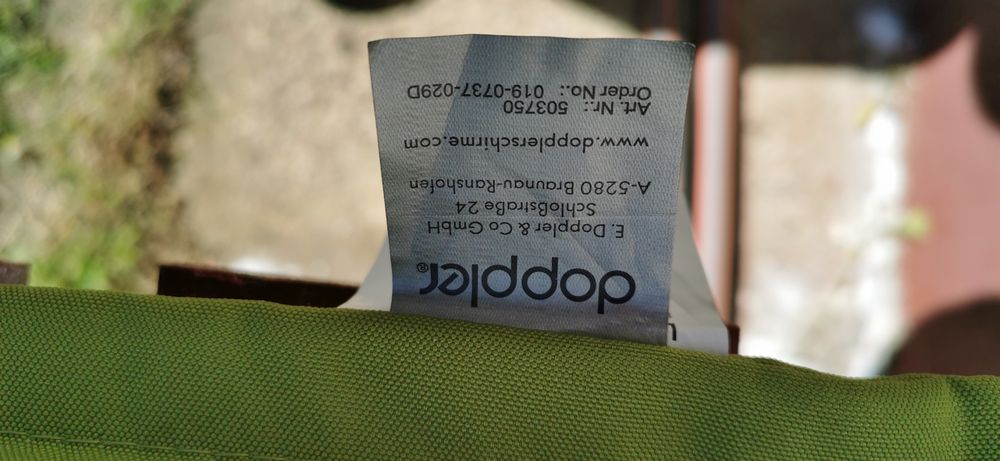 doppler®
E. Doppler & Co GmbH
Schloßstraße 24
A-5280 Braunau-Ranshofen
www.dopplerschirme.com
Art. Nr.: 503750
Order No.: 019-0737-029D